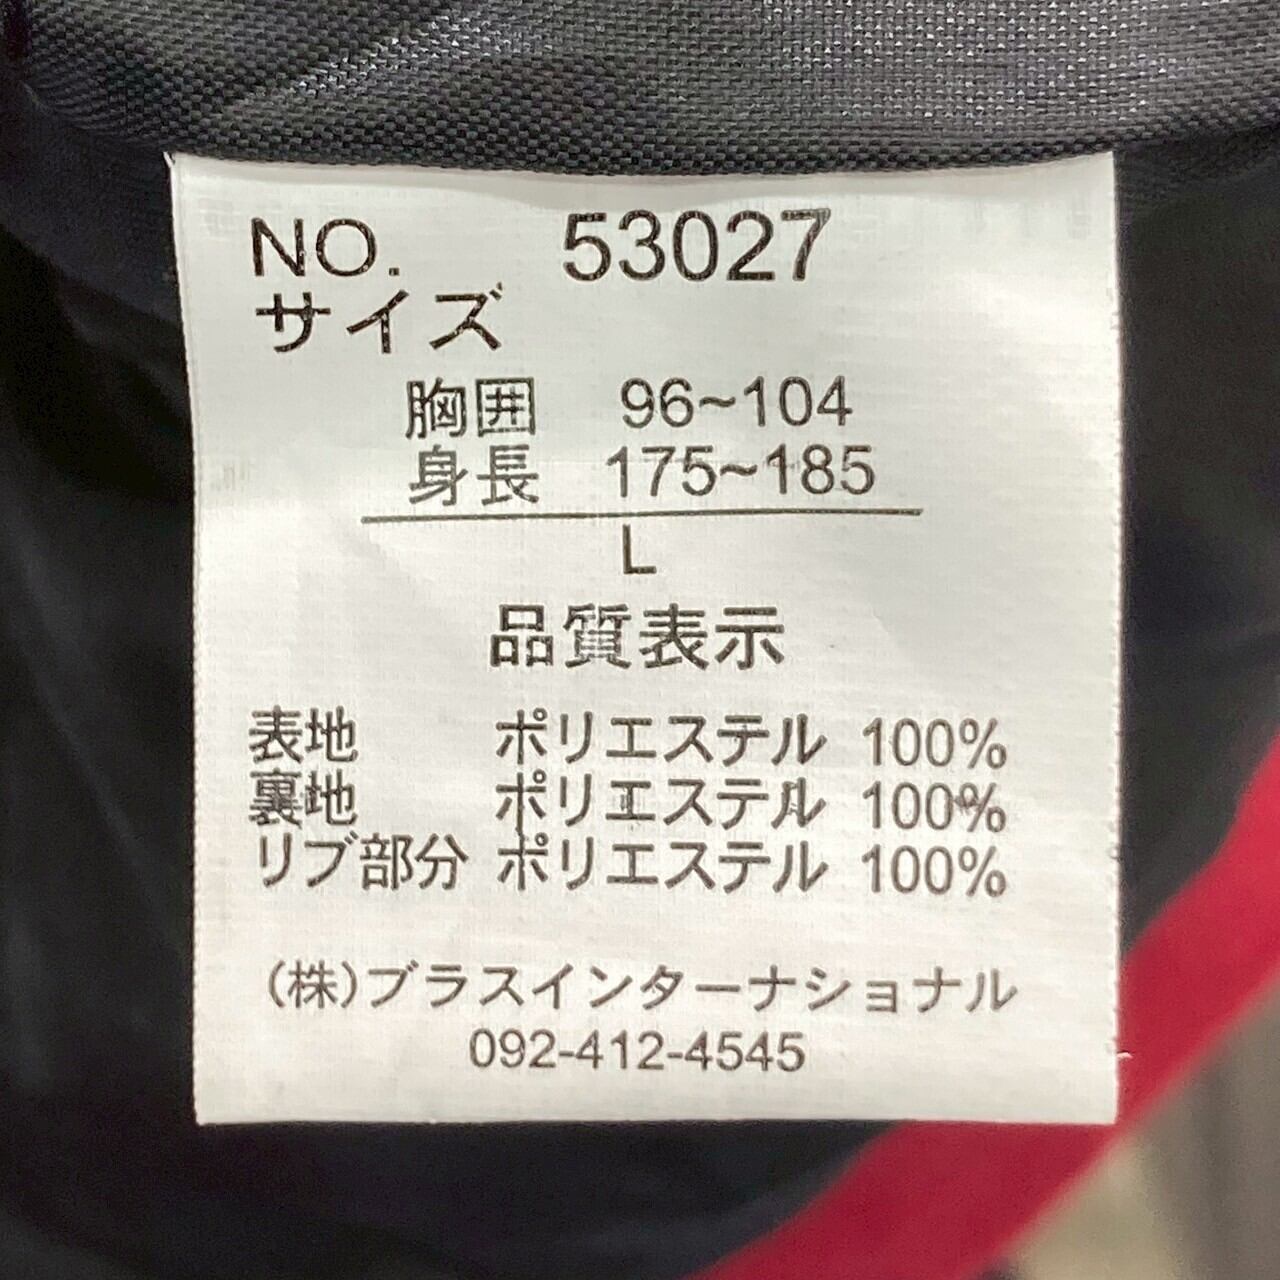 NO. 53027
サイズ
胸囲 96~104
身長 175~185
L
品質表示
表地 ポリエステル 100%
裏地 ポリエステル 100%
リブ部分 ポリエステル 100%
(株)ブラスインターナショナル
092-412-4545